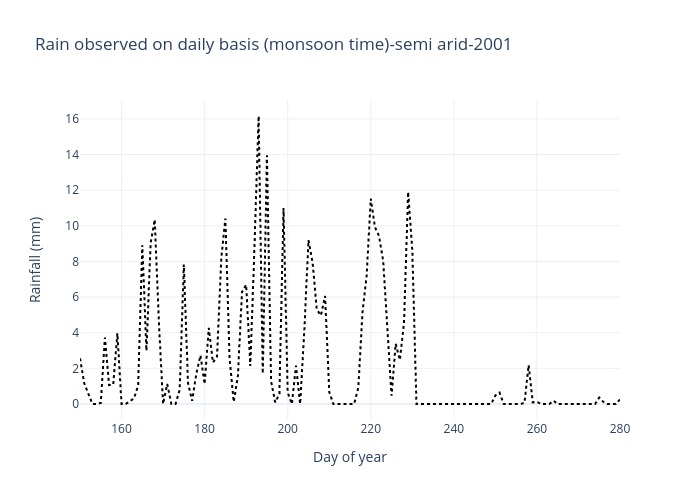 Rain observed on daily basis (monsoon time)-semi arid-2001
16
14
12
10
8
6
4
2
0
Rainfall (mm)
160 180 200 220 240 260 280
Day of year